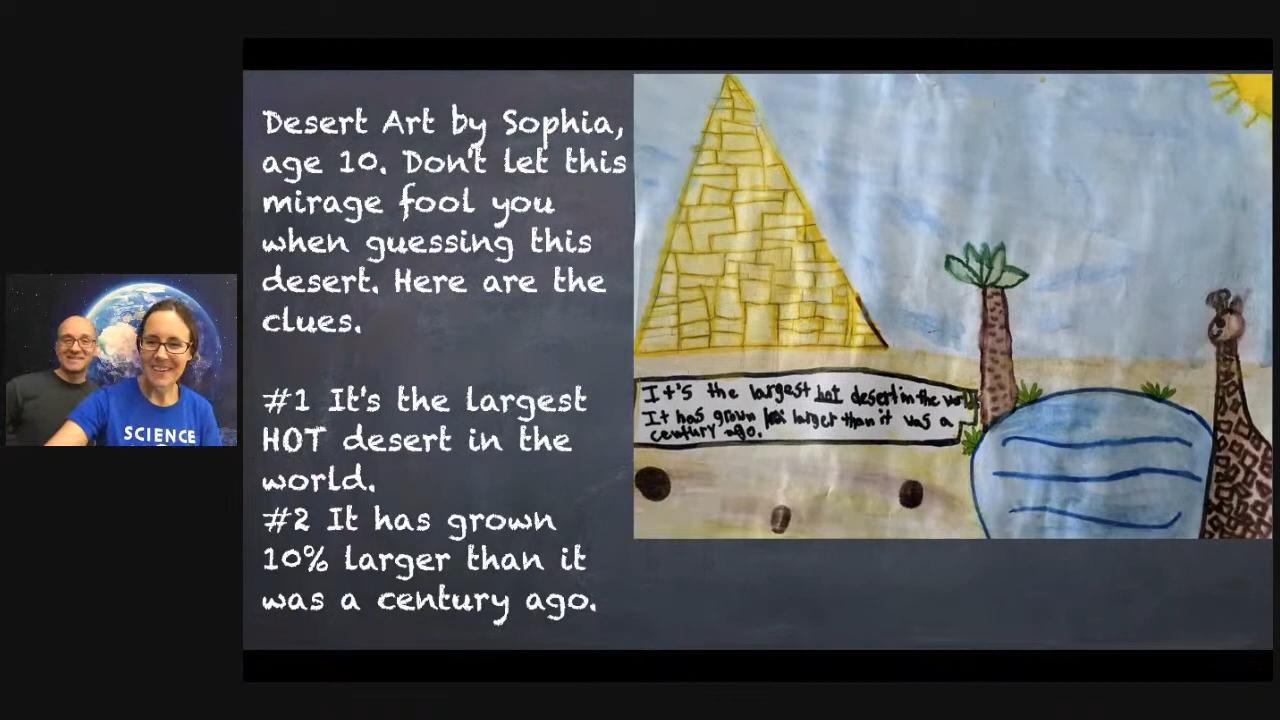 Desert Art by Sophia,
age 10. Don't let this
mirage fool you
when guessing this
desert. Here are the
clues.
#1 It's the largest
HOT desert in the
world.
#2 It has grown
10% larger than it
was a century ago.
It's the largest hot desert in the world
It has grown larger than it was a
century ago.
SCIENCE